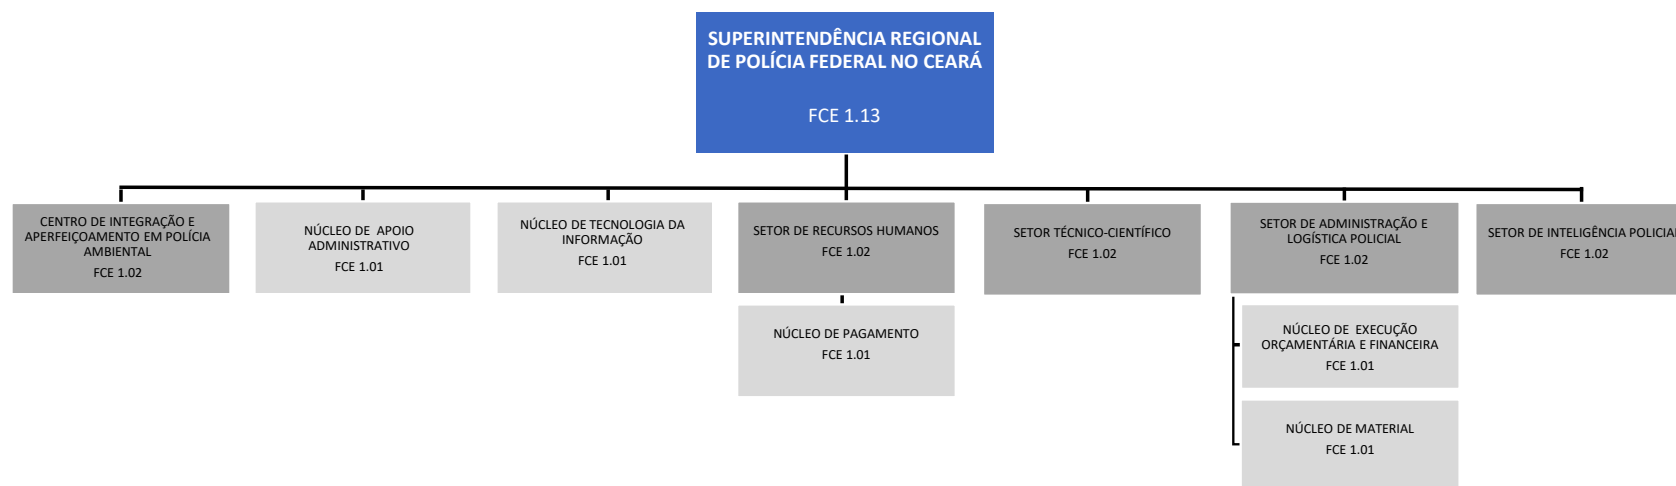 SUPERINTENDÊNCIA REGIONAL
DE POLÍCIA FEDERAL NO CEARÁ
FCE 1.13
CENTRO DE INTEGRAÇÃO E
APERFEIÇOAMENTO EM POLÍCIA
AMBIENTAL
FCE 1.02
NÚCLEO DE APOIO
ADMINISTRATIVO
FCE 1.01
NÚCLEO DE TECNOLOGIA DA
INFORMAÇÃO
FCE 1.01
SETOR DE RECURSOS HUMANOS
FCE 1.02
SETOR TÉCNICO-CIENTÍFICO
FCE 1.02
SETOR DE ADMINISTRAÇÃO E
LOGÍSTICA POLICIAL
FCE 1.02
SETOR DE INTELIGÊNCIA POLICIAL
FCE 1.02
NÚCLEO DE PAGAMENTO
FCE 1.01
NÚCLEO DE EXECUÇÃO
ORÇAMENTÁRIA E FINANCEIRA
FCE 1.01
NÚCLEO DE MATERIAL
FCE 1.01